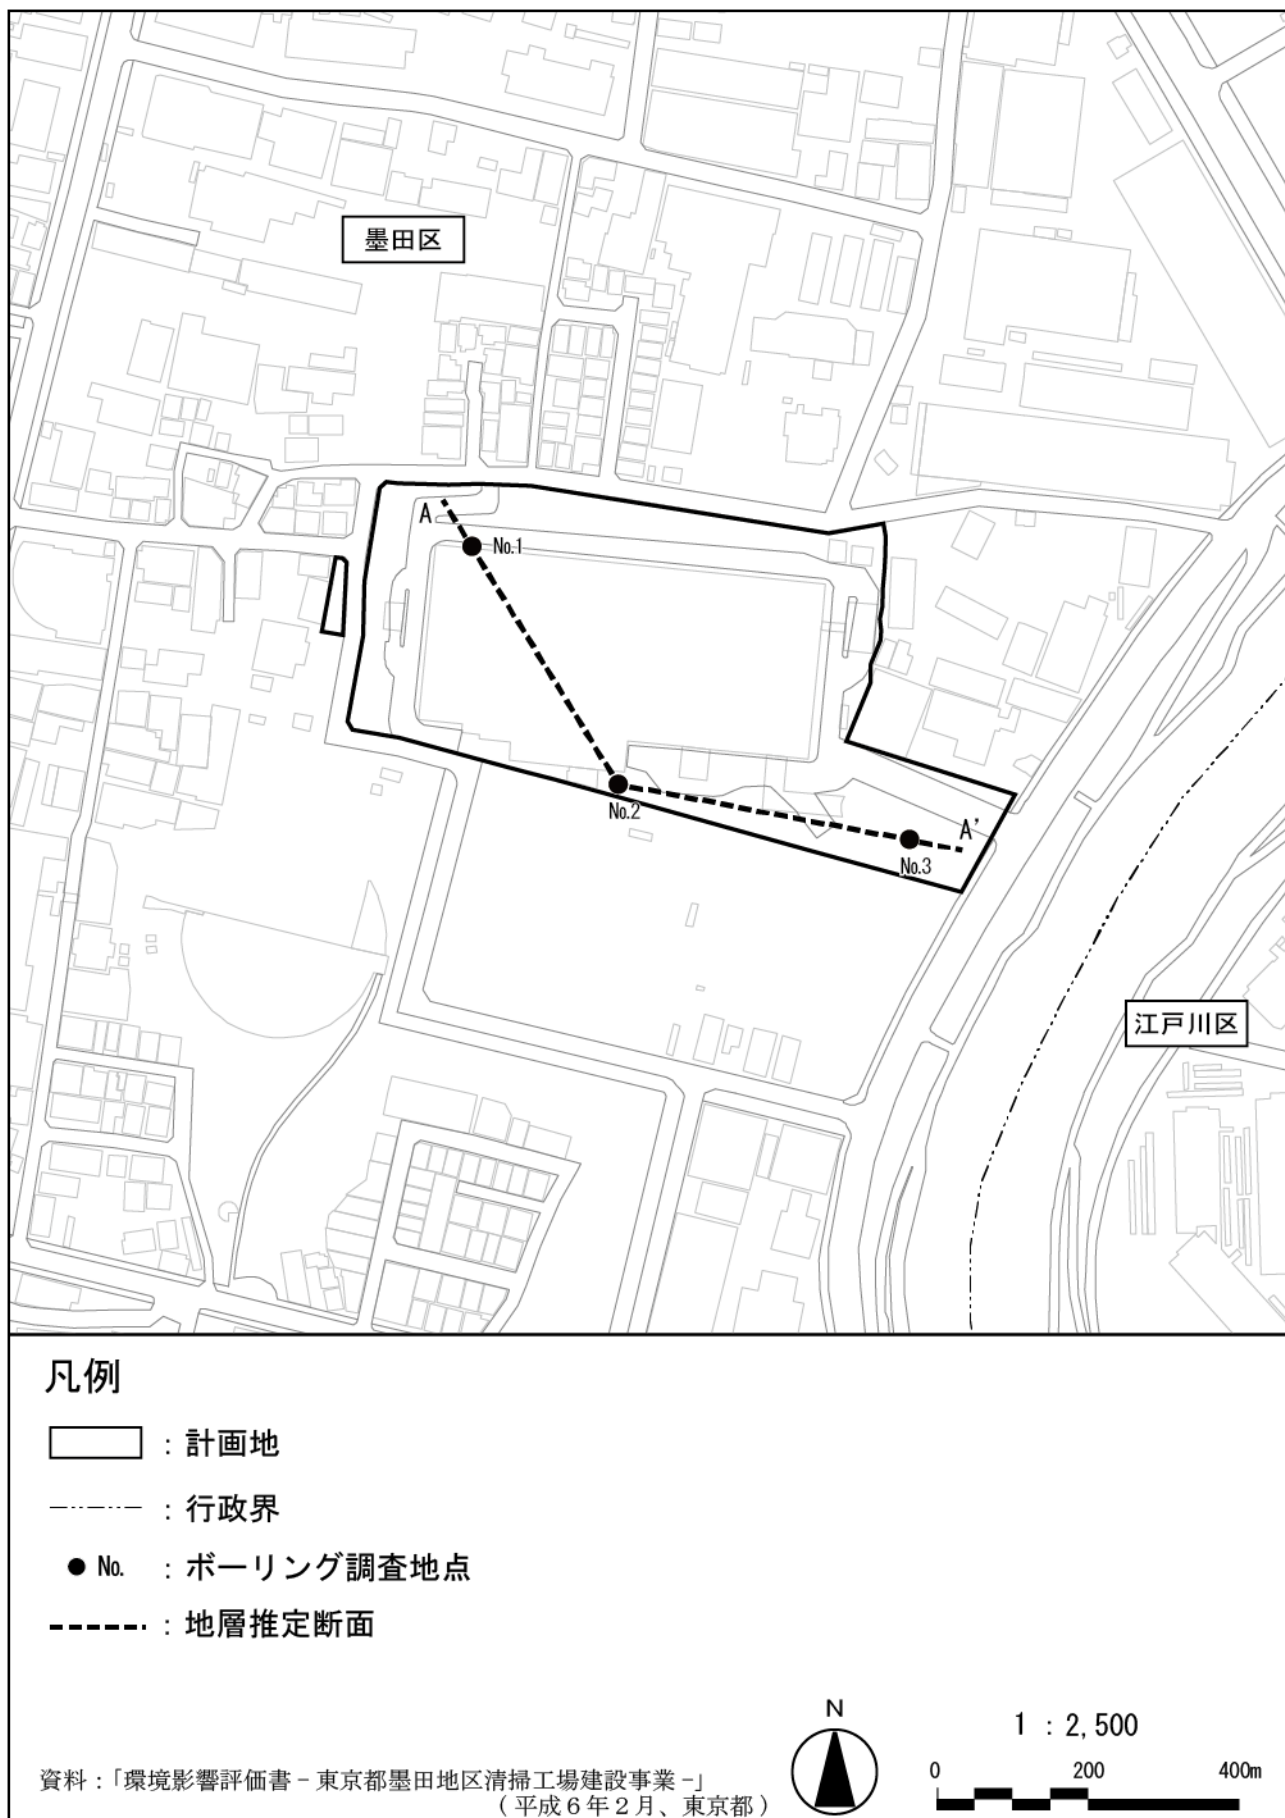 墨田区
A
No.1
No.2
A'
No.3
江戸川区
凡例
：計画地
：行政界
No. ：ボーリング調査地点
：地層推定断面
N
1 : 2,500
0 200 400m
資料：「環境影響評価書－東京都墨田地区清掃工場建設事業－」
（平成６年２月、東京都）